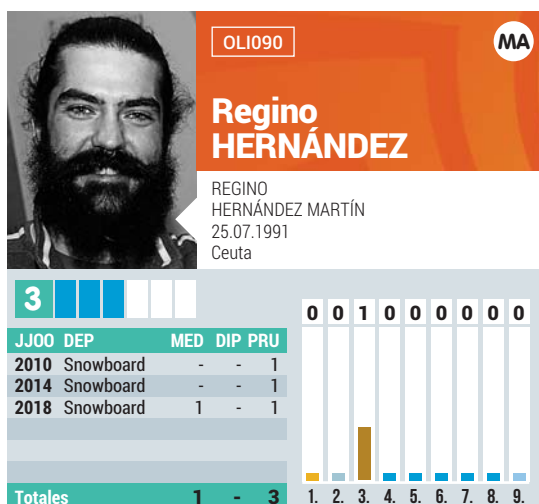 OLI090
MA
Regino
HERNÁNDEZ
REGINO
HERNÁNDEZ MARTÍN
25.07.1991
Ceuta
3
JJOO DEP MED DIP PRU
2010 Snowboard - - 1
2014 Snowboard - - 1
2018 Snowboard 1 - 1
Totales 1 - 3
0 0 1 0 0 0 0 0 0
1. 2. 3. 4. 5. 6. 7. 8. 9.